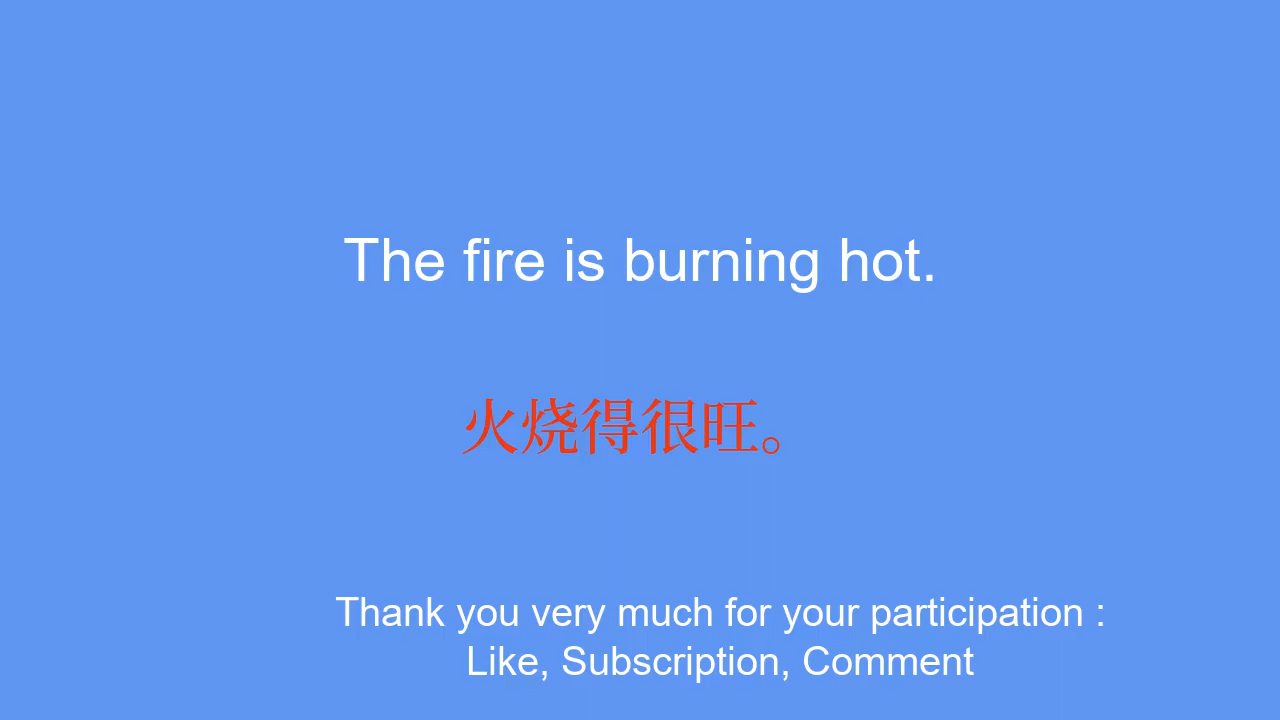 The fire is burning hot.
火烧得很旺。
Thank you very much for your participation :
Like, Subscription, Comment